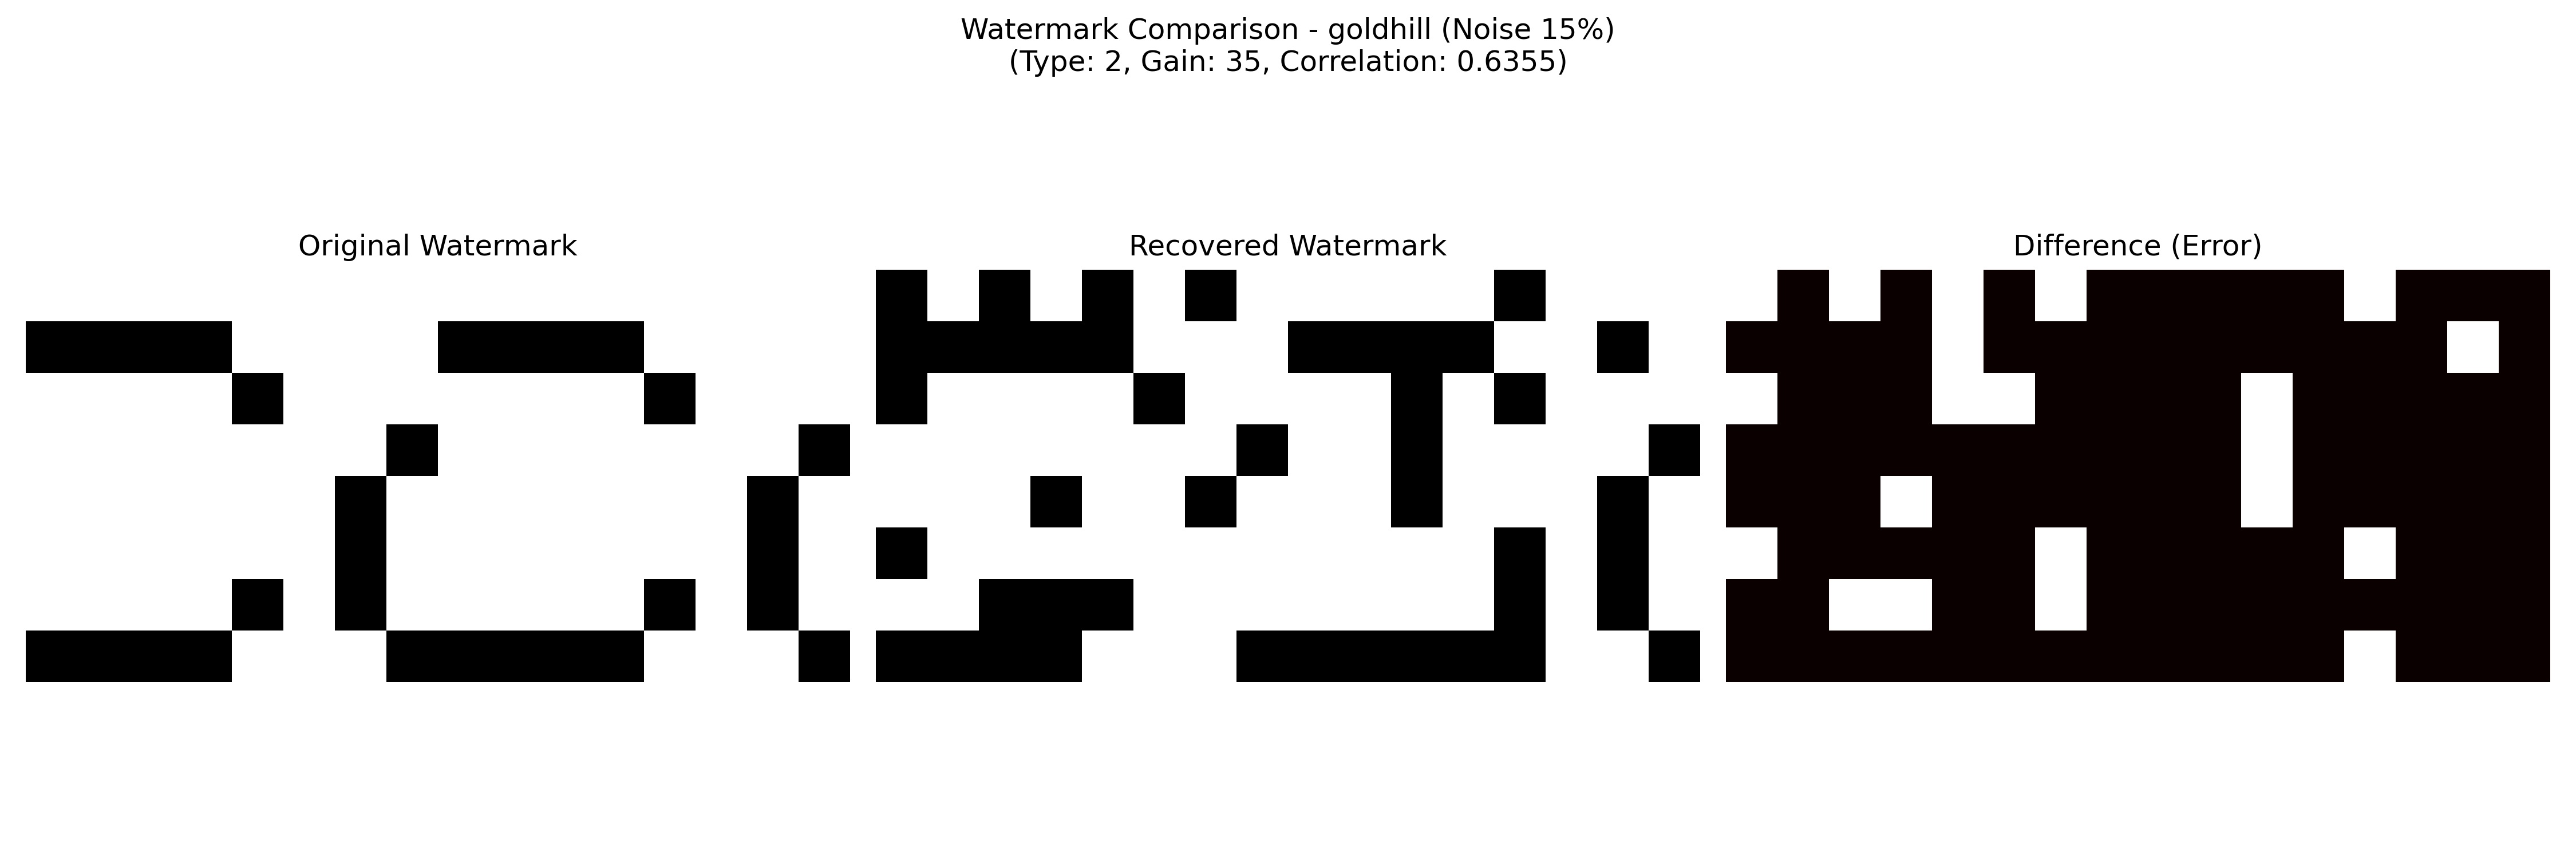 Watermark Comparison - goldhill (Noise 15%)
(Type: 2, Gain: 35, Correlation: 0.6355)
Original Watermark
Recovered Watermark
Difference (Error)